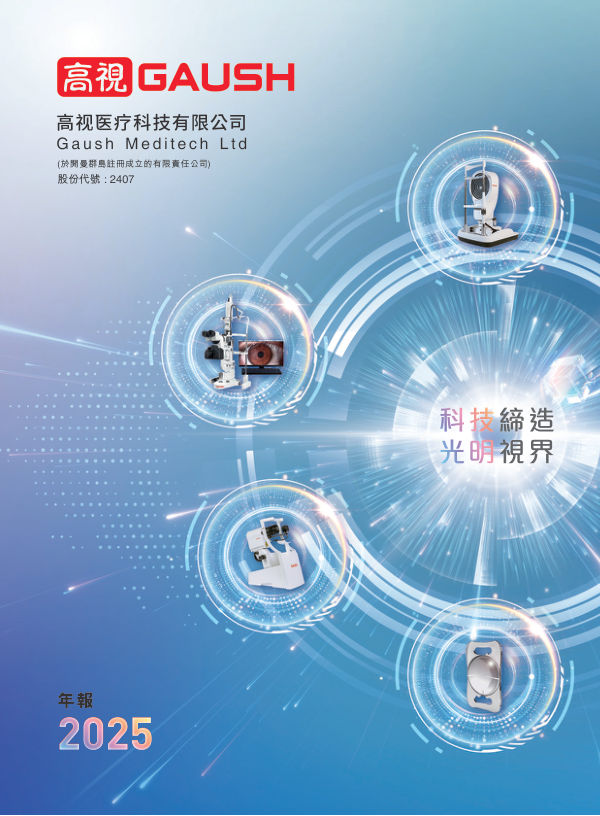 高視 GAUSH
高视医疗科技有限公司
Gaush Meditech Ltd
(於開曼群島註冊成立的有限責任公司)
股份代號 : 2407
科技締造
光明視界
年報
2025